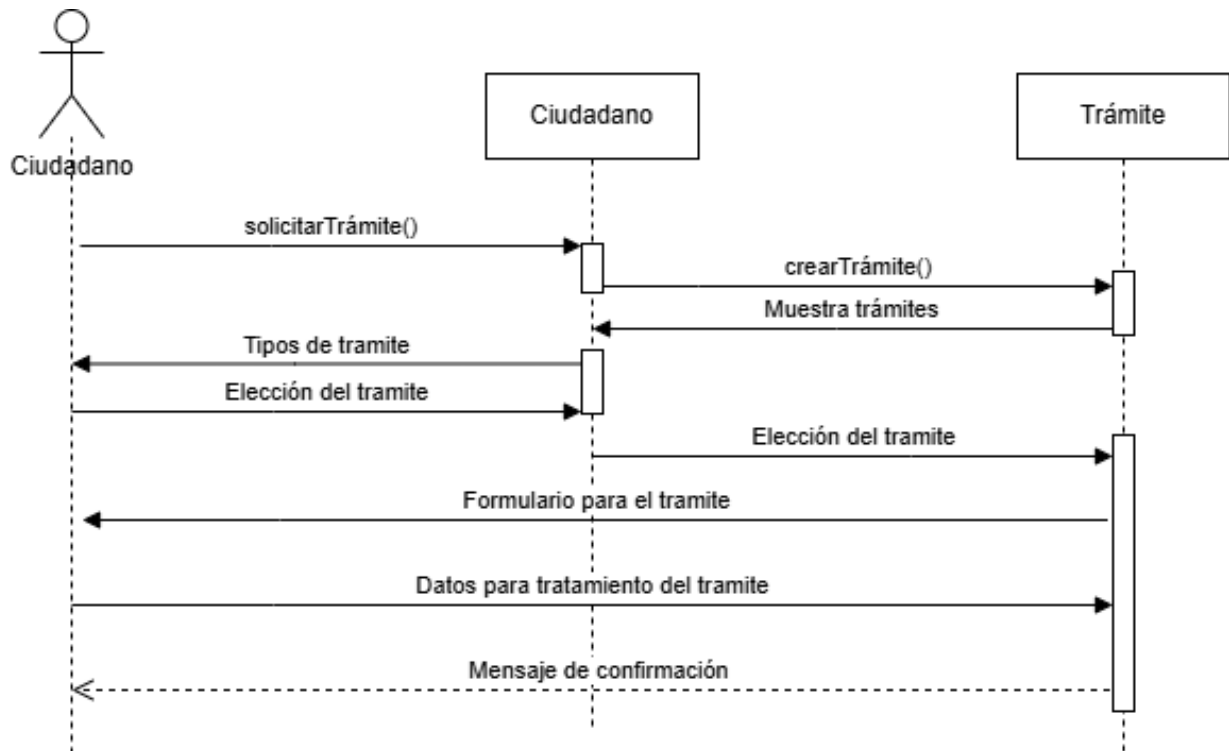 Ciudadano
Trámite
Ciudadano
solicitarTrámite()
crearTrámite()
Muestra trámites
Tipos de tramite
Elección del tramite
Elección del tramite
Formulario para el tramite
Datos para tratamiento del tramite
Mensaje de confirmación